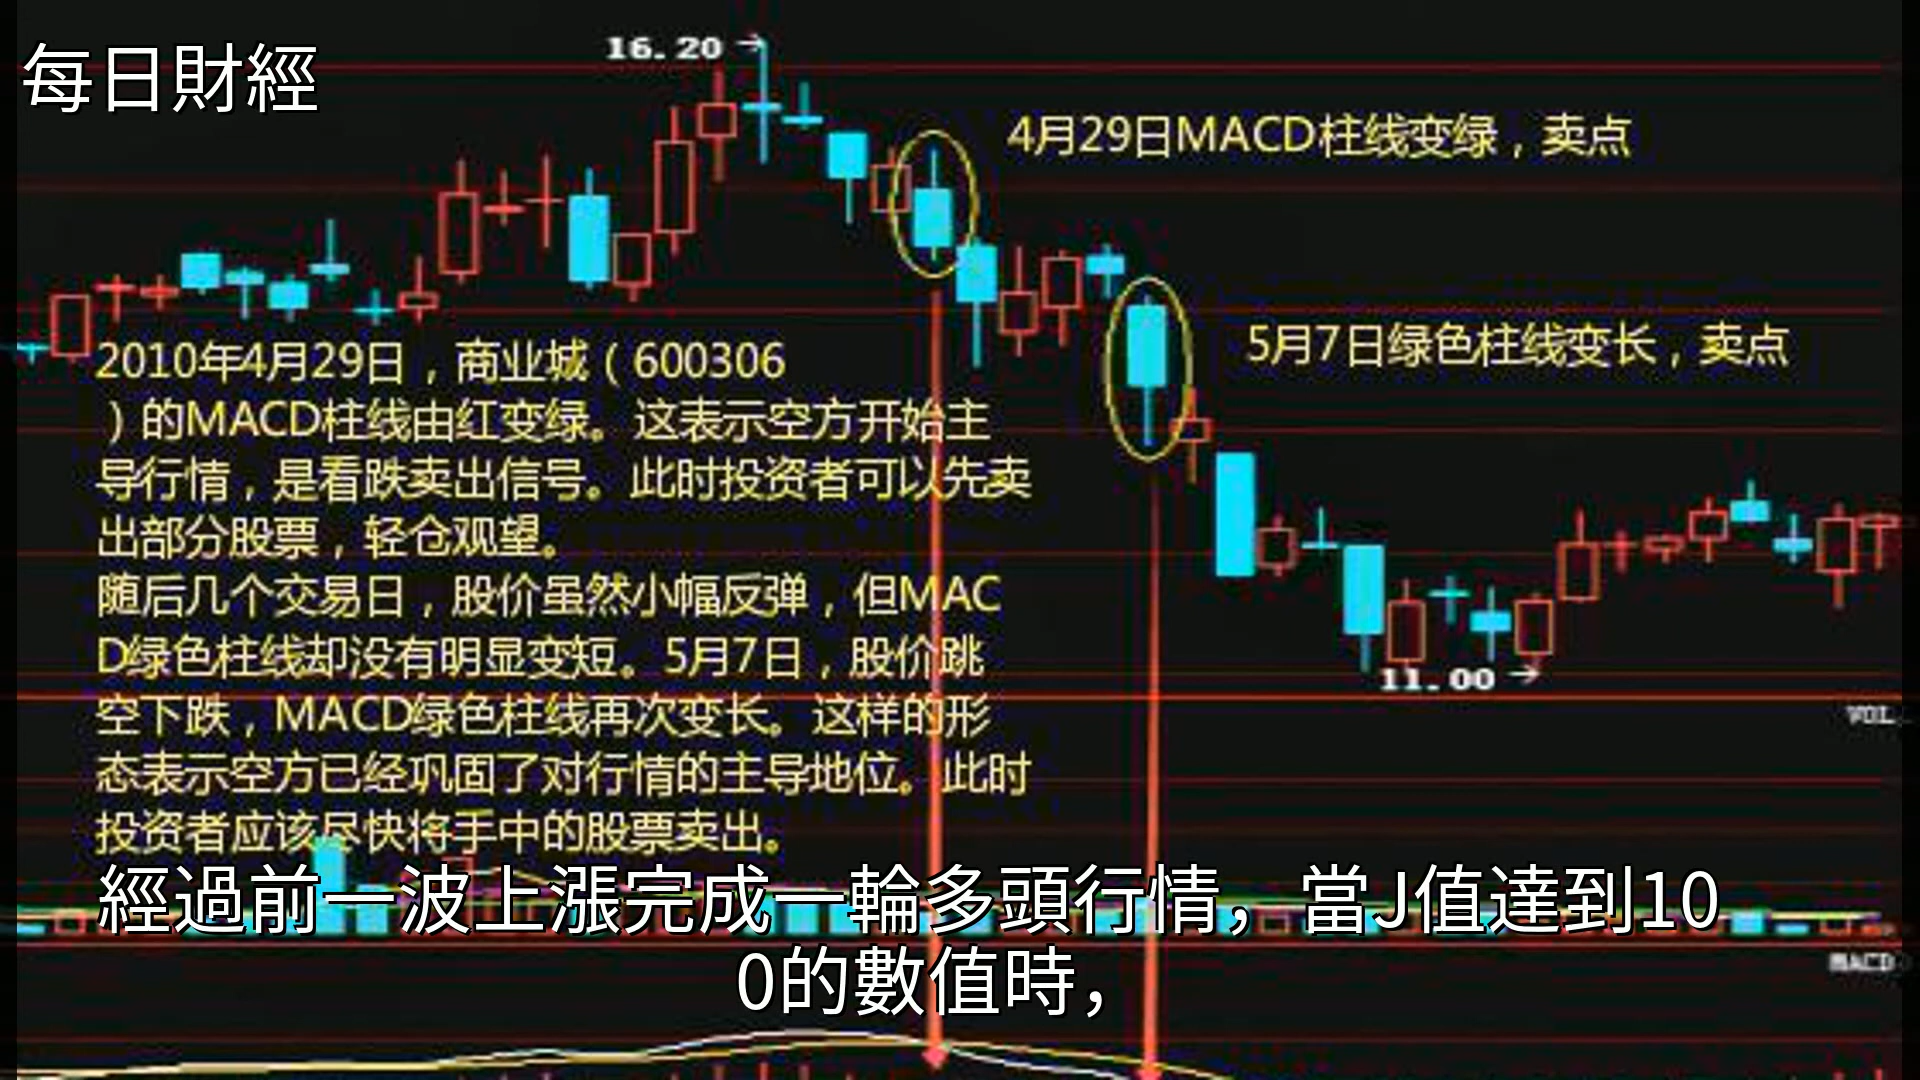 每日財經
16.20
4月29日MACD柱线变绿，卖点
5月7日绿色柱线变长，卖点
2010年4月29日，商业城（600306
）的MACD柱线由红变绿。这表示空方开始主
导行情，是看跌卖出信号。此时投资者可以先卖
出部分股票，轻仓观望。
随后几个交易日，股价虽然小幅反弹，但MAC
D绿色柱线却没有明显变短。5月7日，股价跳
空下跌，MACD绿色柱线再次变长。这样的形
态表示空方已经巩固了对行情的主导地位。此时
投资者应该尽快将手中的股票卖出。
11.00
VOL
經過前一波上漲完成一輪多頭行情，當J值達到10
0的數值時，
MACD